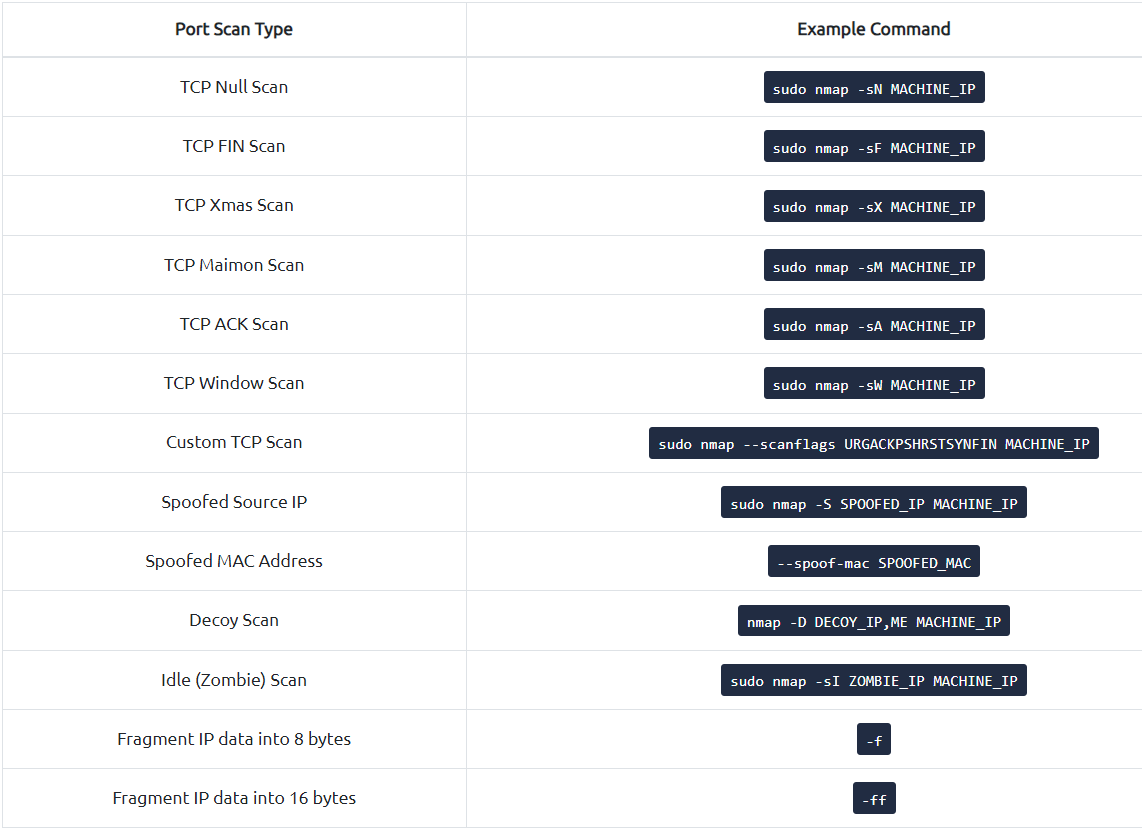 Port Scan Type Example Command
TCP Null Scan sudo nmap -sN MACHINE_IP
TCP FIN Scan sudo nmap -sF MACHINE_IP
TCP Xmas Scan sudo nmap -sX MACHINE_IP
TCP Maimon Scan sudo nmap -sM MACHINE_IP
TCP ACK Scan sudo nmap -sA MACHINE_IP
TCP Window Scan sudo nmap -sW MACHINE_IP
Custom TCP Scan sudo nmap --scanflags URGACKPSHRSTSYNFIN MACHINE_IP
Spoofed Source IP sudo nmap -S SPOOFED_IP MACHINE_IP
Spoofed MAC Address --spoof-mac SPOOFED_MAC
Decoy Scan nmap -D DECOY_IP,ME MACHINE_IP
Idle (Zombie) Scan sudo nmap -sI ZOMBIE_IP MACHINE_IP
Fragment IP data into 8 bytes -f
Fragment IP data into 16 bytes -ff